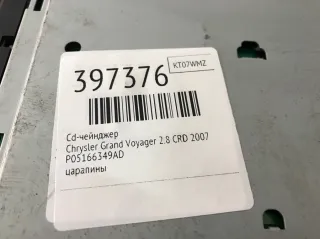 397376
KT07WMZ
Cd-чейнджер
Chrysler Grand Voyager 2.8 CRD 2007
P05166349AD
царапины